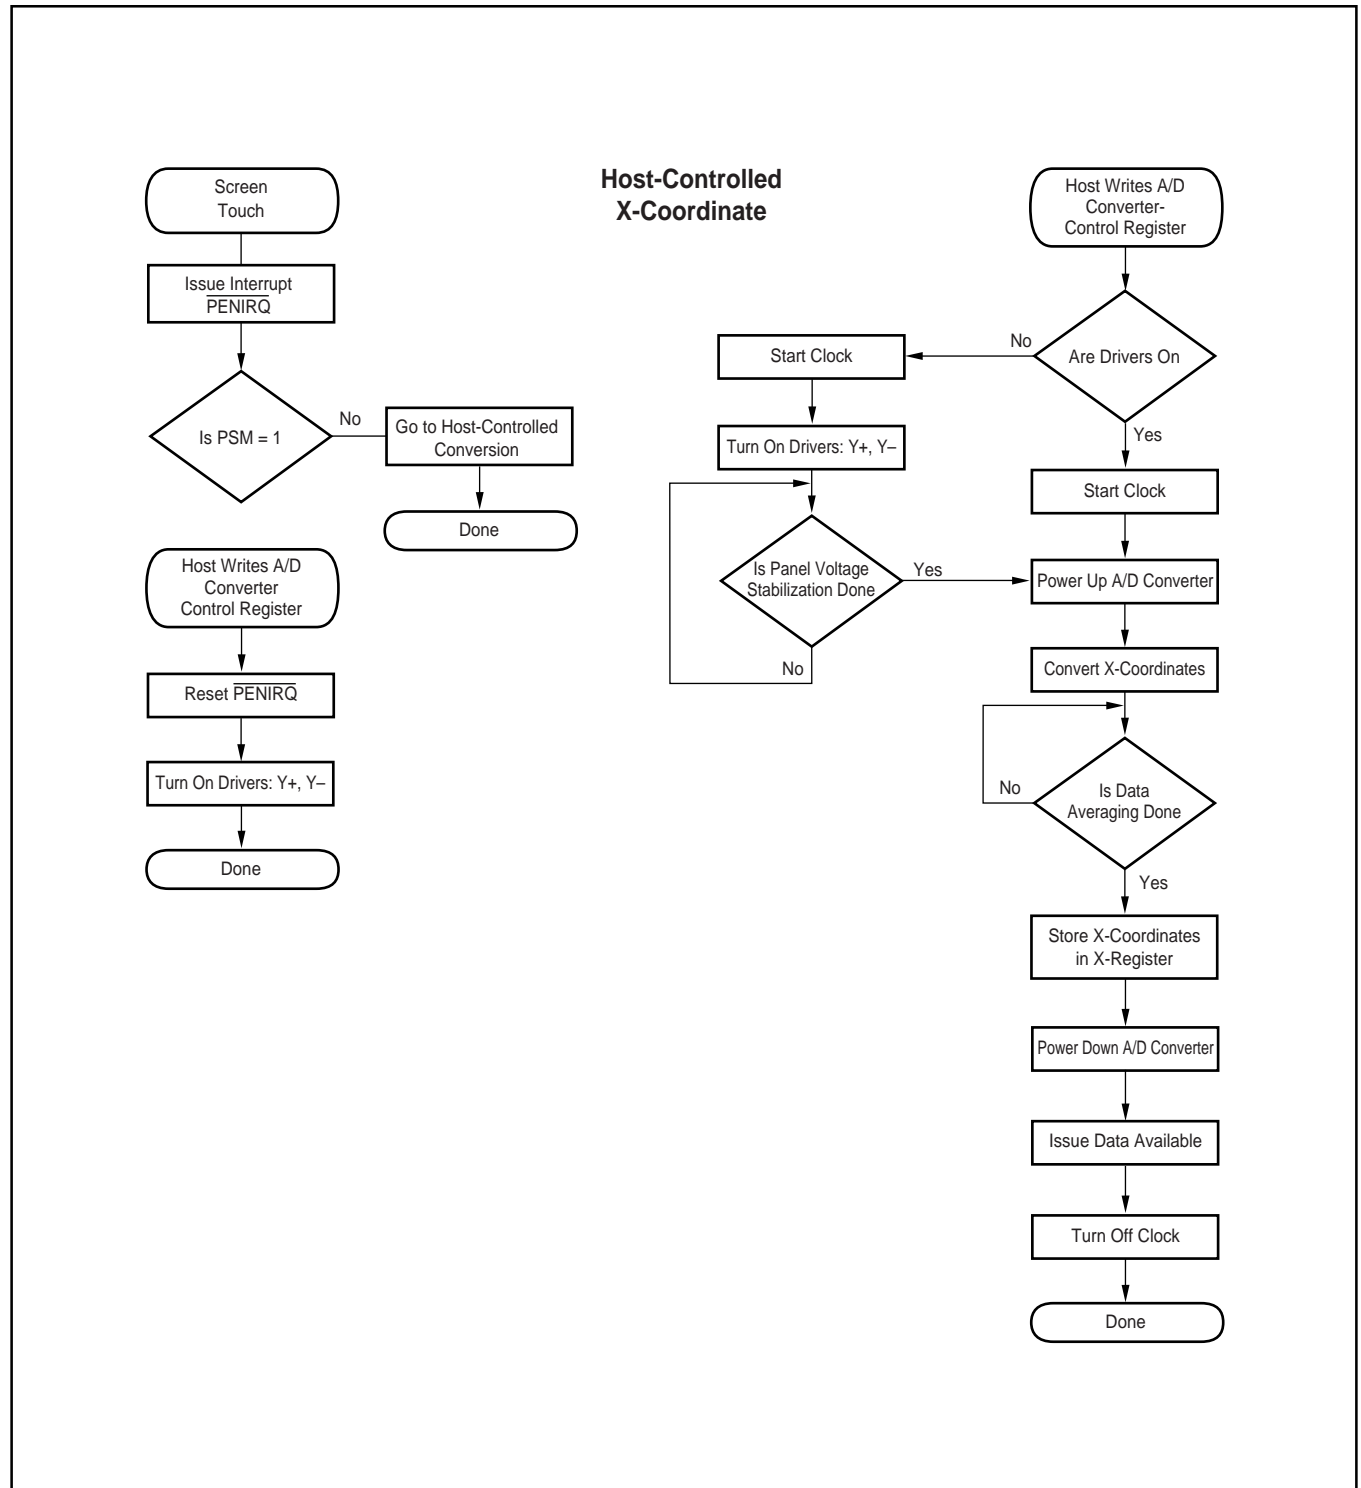 Host-Controlled
X-Coordinate
Screen
Touch
Issue Interrupt
PENIRQ
Is PSM = 1
No
Go to Host-Controlled
Conversion
Done
Host Writes A/D
Converter
Control Register
Reset PENIRQ
Turn On Drivers: Y+, Y–
Done
Host Writes A/D
Converter-
Control Register
Are Drivers On
No
Start Clock
Turn On Drivers: Y+, Y–
Is Panel Voltage
Stabilization Done
No
Yes
Yes
Start Clock
Power Up A/D Converter
Convert X-Coordinates
Is Data
Averaging Done
No
Yes
Store X-Coordinates
in X-Register
Power Down A/D Converter
Issue Data Available
Turn Off Clock
Done